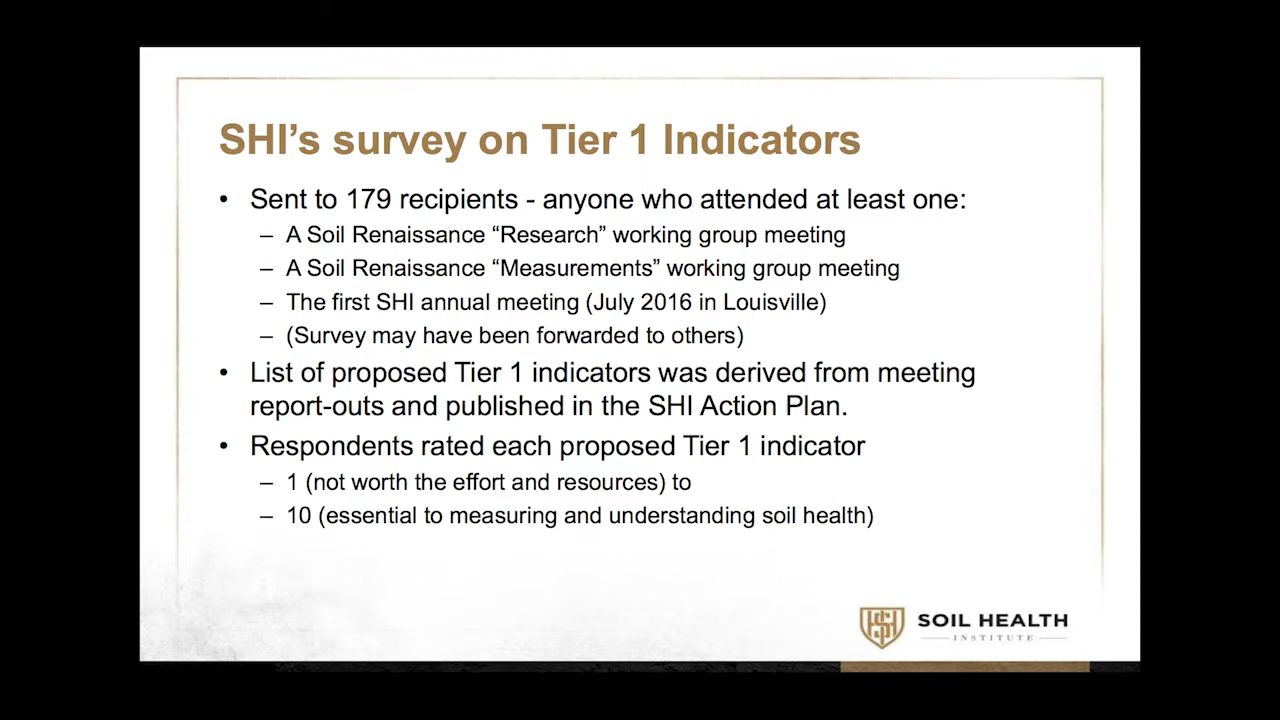 SHI’s survey on Tier 1 Indicators
• Sent to 179 recipients - anyone who attended at least one:
– A Soil Renaissance “Research” working group meeting
– A Soil Renaissance “Measurements” working group meeting
– The first SHI annual meeting (July 2016 in Louisville)
– (Survey may have been forwarded to others)
• List of proposed Tier 1 indicators was derived from meeting
report-outs and published in the SHI Action Plan.
• Respondents rated each proposed Tier 1 indicator
– 1 (not worth the effort and resources) to
– 10 (essential to measuring and understanding soil health)
SHI
SOIL HEALTH
INSTITUTE